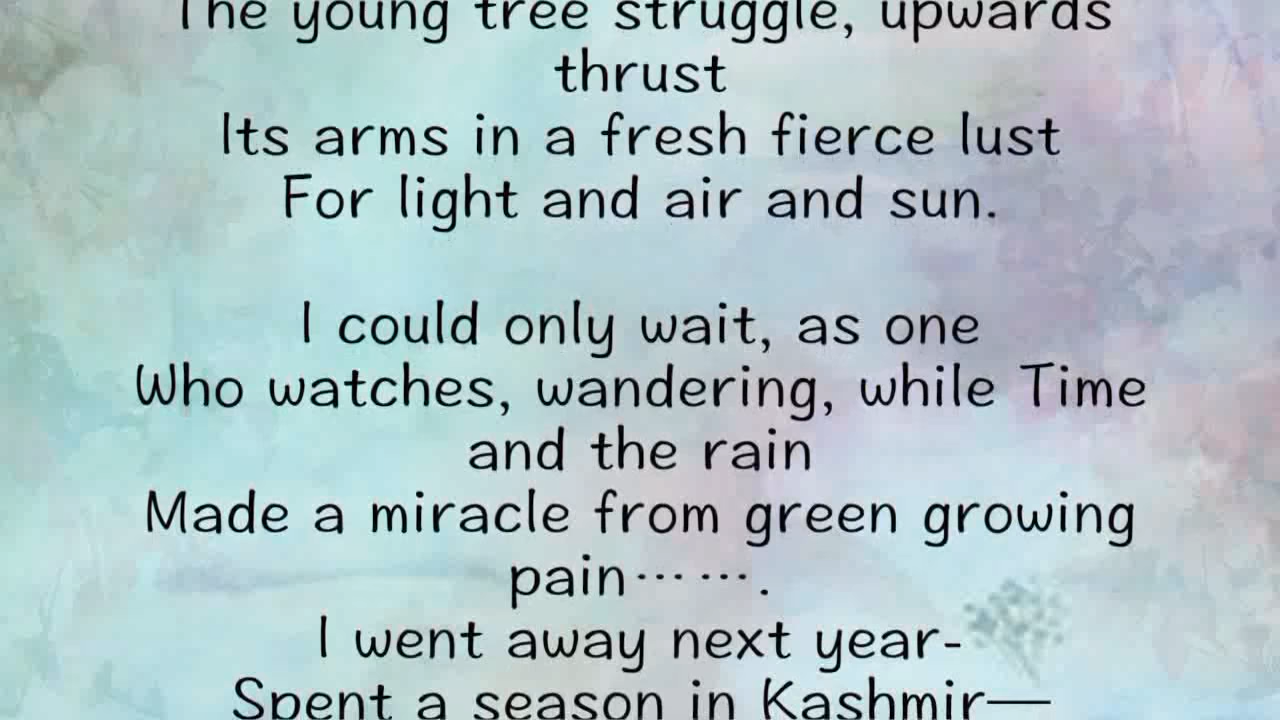 The young tree struggle, upwards
thrust
Its arms in a fresh fierce lust
For light and air and sun.
I could only wait, as one
Who watches, wandering, while Time
and the rain
Made a miracle from green growing
pain⋯ ⋯.
I went away next year-
Spent a season in Kashmir—